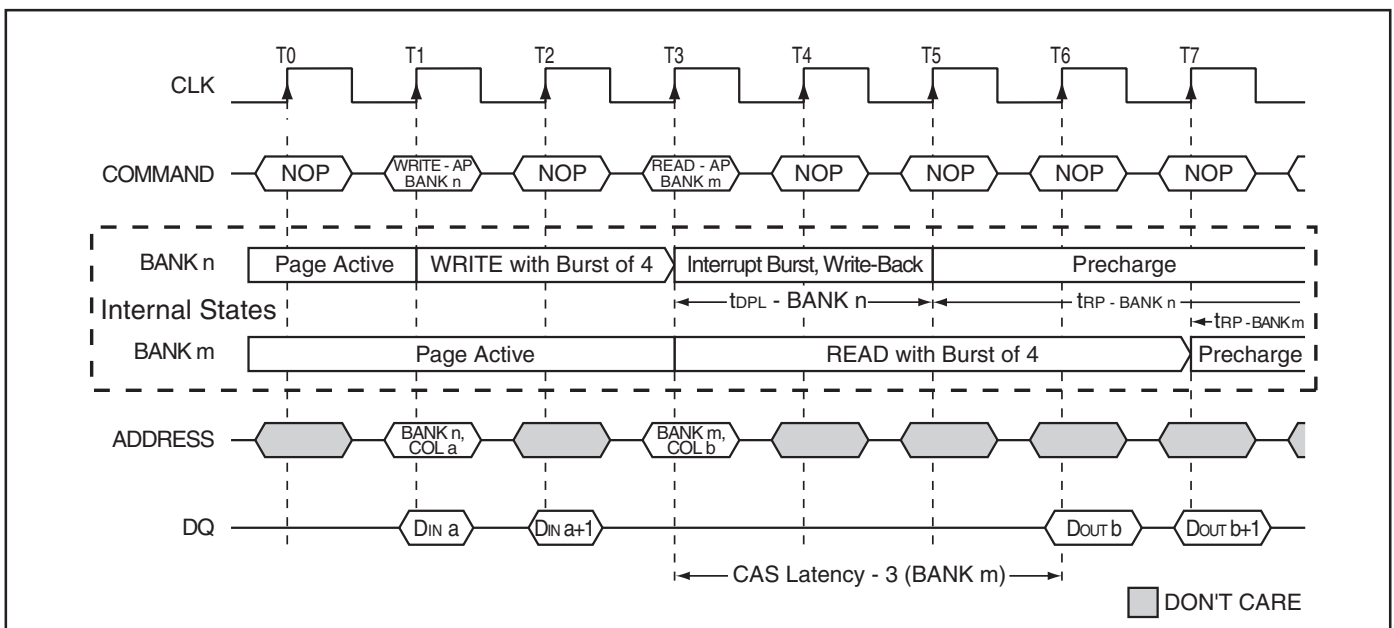 T0 T1 T2 T3 T4 T5 T6 T7
CLK
COMMAND NOP WRITE - AP BANK n NOP READ - AP BANK m NOP NOP NOP NOP
BANK n Page Active WRITE with Burst of 4 Interrupt Burst, Write-Back Precharge
tDPL - BANK n tRP - BANK n
Internal States
tRP - BANK m
BANK m Page Active READ with Burst of 4 Precharge
ADDRESS BANK n, COL a BANK m, COL b
DQ DIN a DIN a+1 DOUT b DOUT b+1
CAS Latency - 3 (BANK m)
DON'T CARE